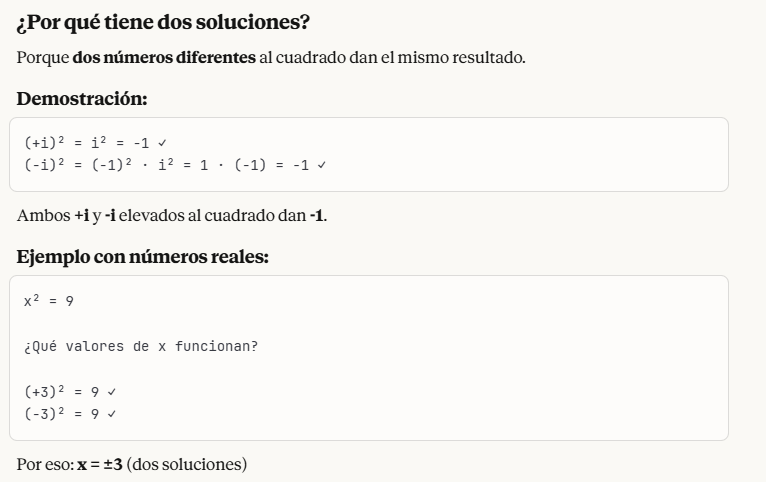 ¿Por qué tiene dos soluciones?
Porque dos números diferentes al cuadrado dan el mismo resultado.
Demostración:
(+i)² = i² = -1 ✓
(-i)² = (-1)² · i² = 1 · (-1) = -1 ✓
Ambos +i y -i elevados al cuadrado dan -1.
Ejemplo con números reales:
x² = 9
¿Qué valores de x funcionan?
(+3)² = 9 ✓
(-3)² = 9 ✓
Por eso: x = ±3 (dos soluciones)